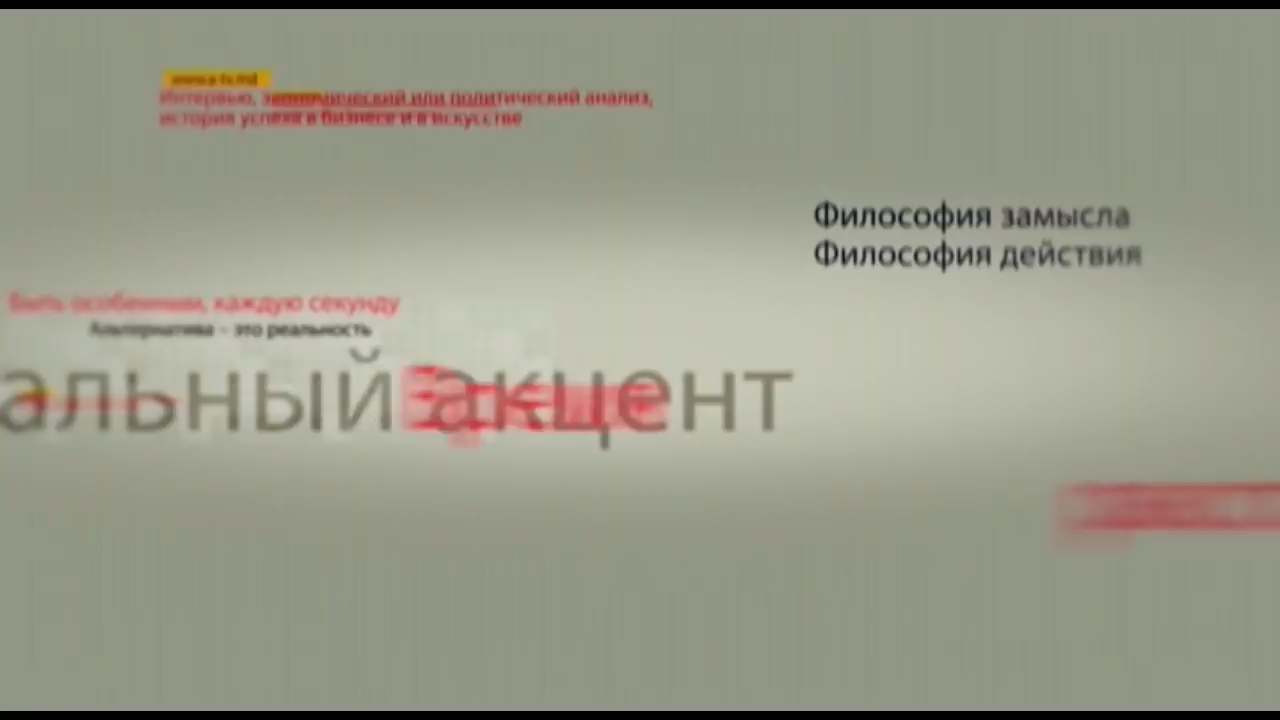 Интервью, экономический или политический анализ,
история успеха в бизнесе и в искусстве
Философия замысла
Философия действия
Быть особенным, каждую секунду
Альтернатива – это реальность
альный акцент